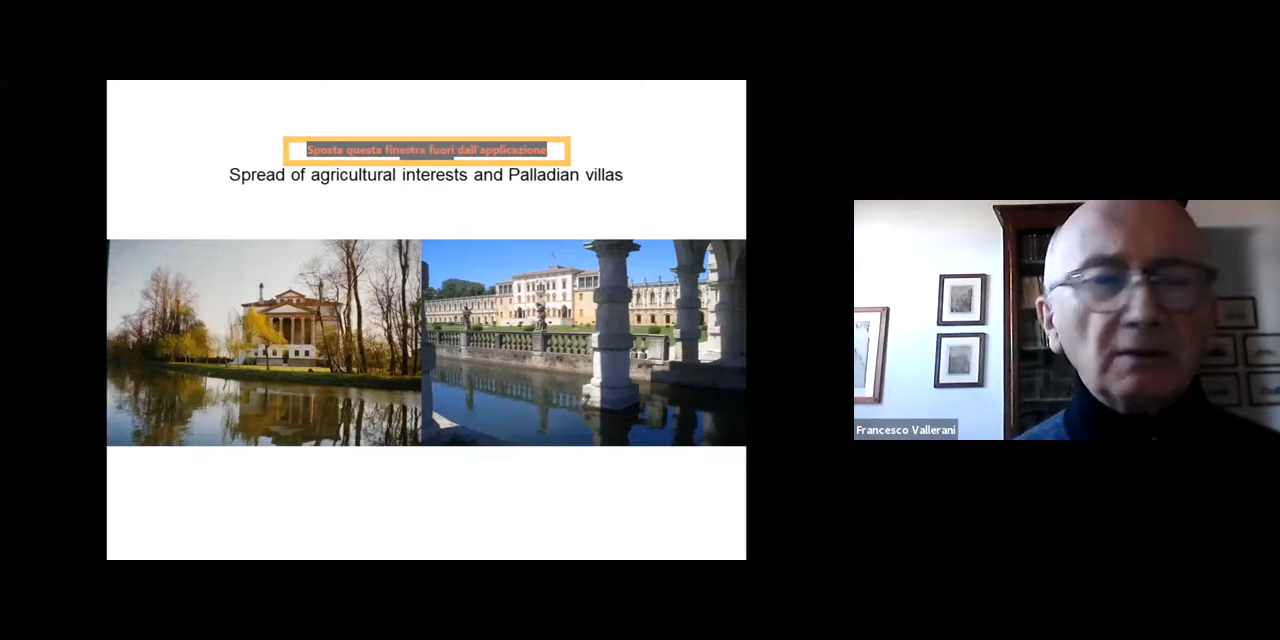 Sposta questa finestra fuori dall'applicazione
Spread of agricultural interests and Palladian villas
Francesco Vallerani